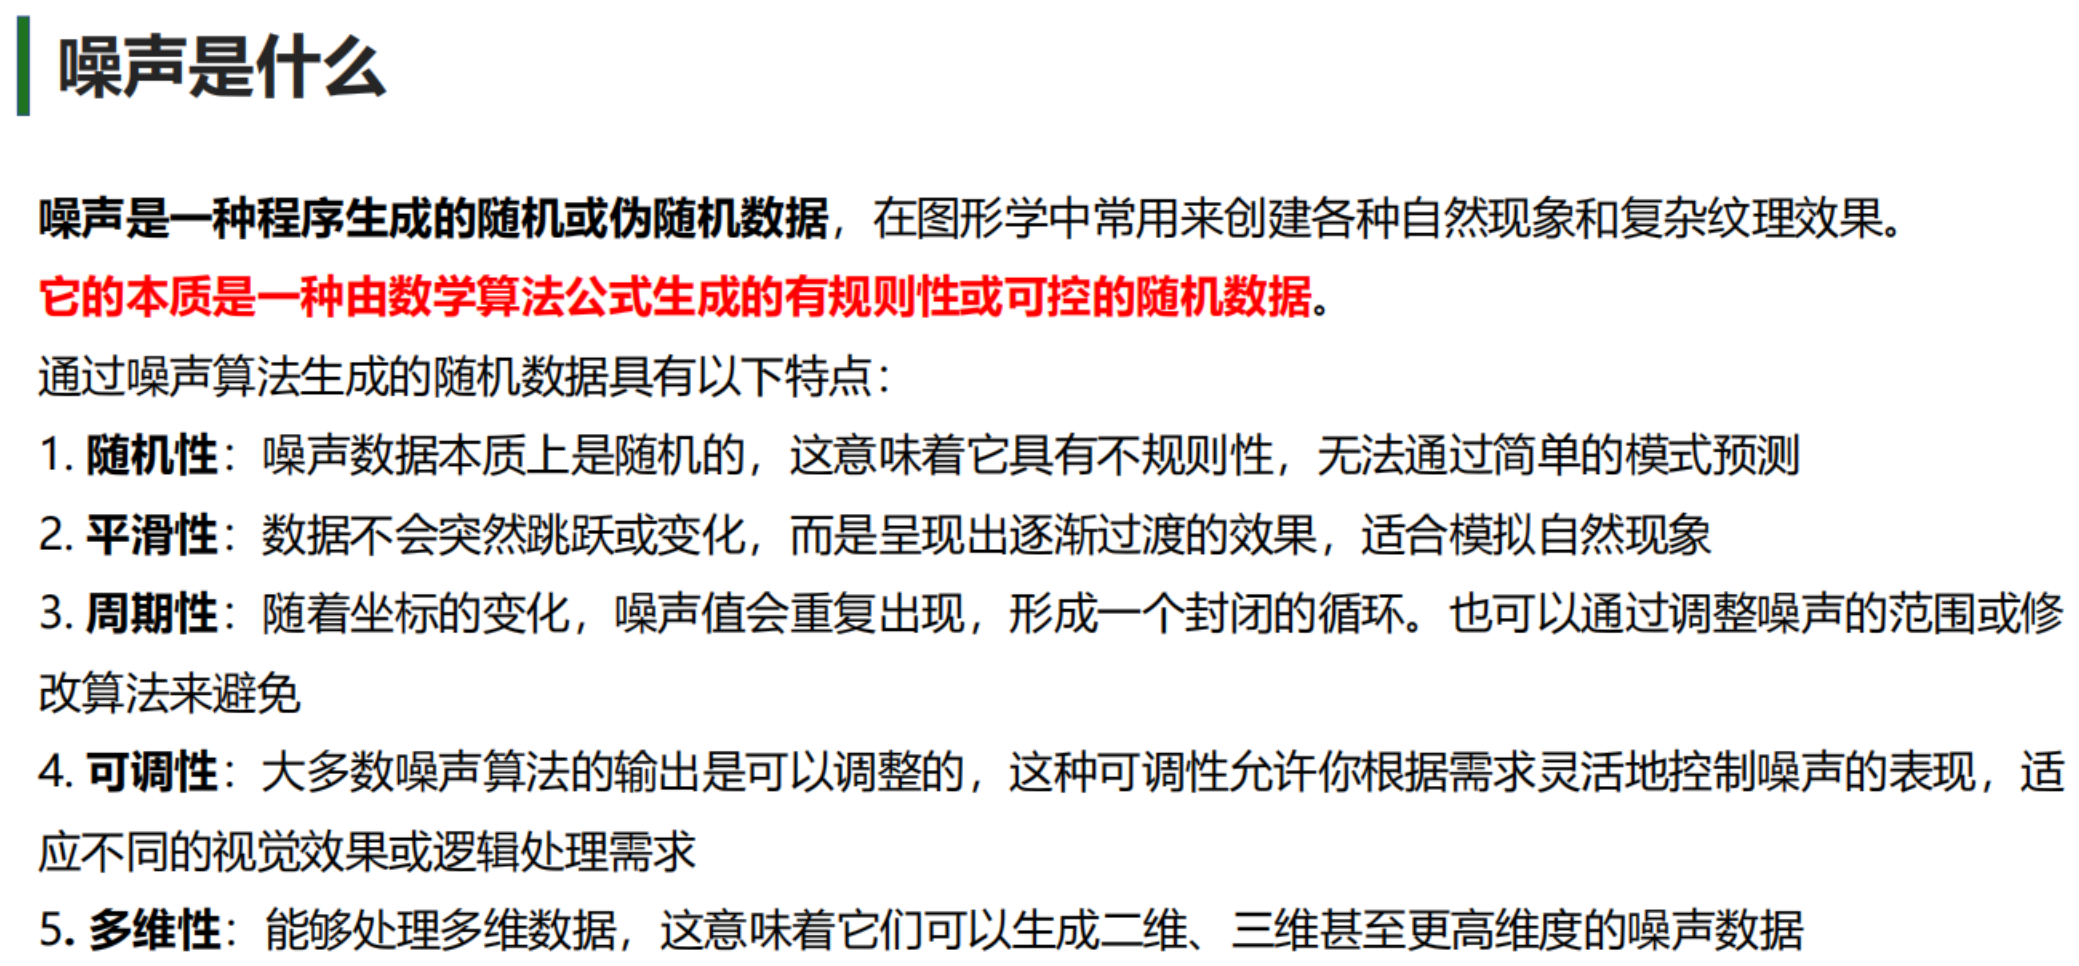 噪声是什么
噪声是一种程序生成的随机或伪随机数据，在图形学中常用来创建各种自然现象和复杂纹理效果。
它的本质是一种由数学算法公式生成的有规则性或可控的随机数据。
通过噪声算法生成的随机数据具有以下特点：
1. 随机性：噪声数据本质上是随机的，这意味着它具有不规则性，无法通过简单的模式预测
2. 平滑性：数据不会突然跳跃或变化，而是呈现出逐渐过渡的效果，适合模拟自然现象
3. 周期性：随着坐标的变化，噪声值会重复出现，形成一个封闭的循环。也可以通过调整噪声的范围或修
改算法来避免
4. 可调性：大多数噪声算法的输出是可以调整的，这种可调性允许你根据需求灵活地控制噪声的表现，适
应不同的视觉效果或逻辑处理需求
5. 多维性：能够处理多维数据，这意味着它们可以生成二维、三维甚至更高维度的噪声数据